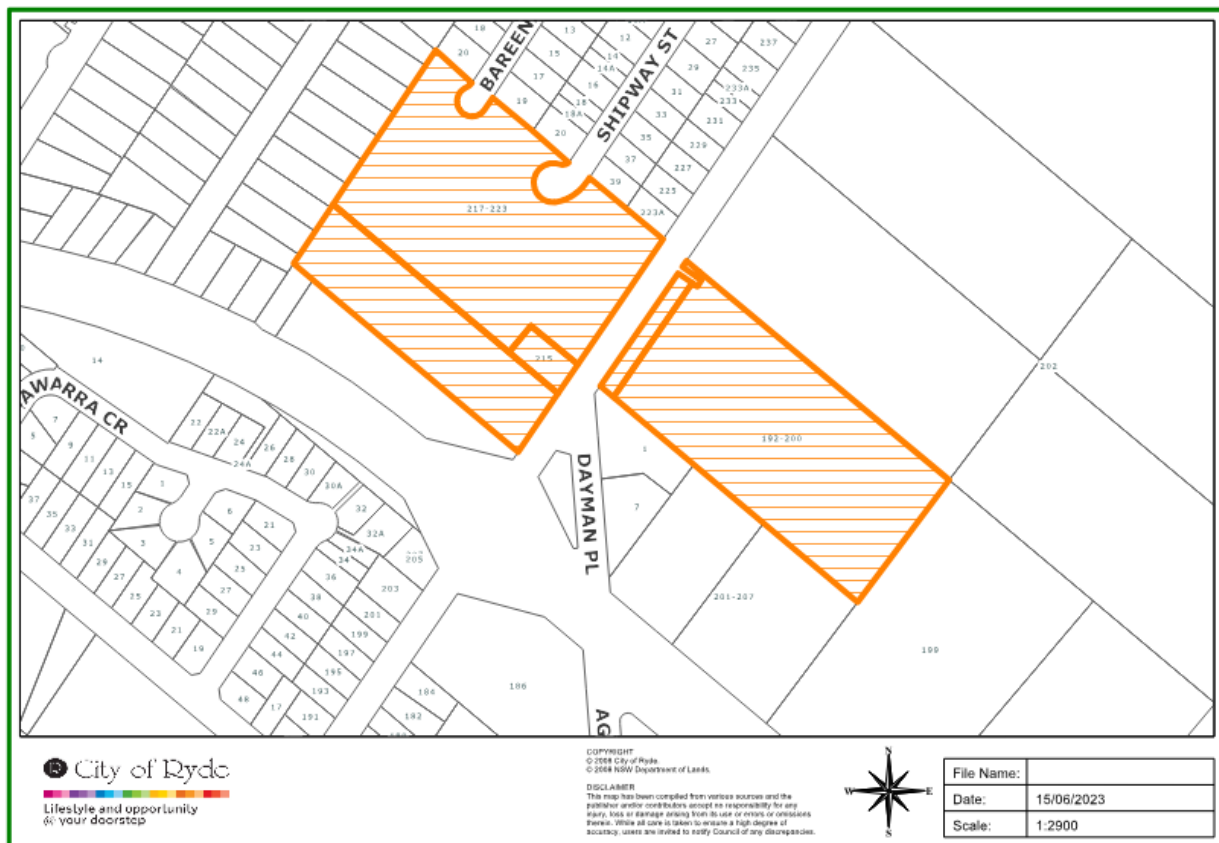 18
20
BAREEN
13
15
17
19
12
14
14A
16
18
18A
20
SHIPWAY ST
27
29
31
33
35
37
39
237
235
233A
233
231
229
227
225
223A
217-223
215
202
192-200
14
AWARRA CR
22
22A
24
24A
26
28
30
30A
32
32A
34A
34
205
5
7
9
11
13
15
1
2
3
4
5
6
21
23
25
27
29
37
35
33
31
29
27
25
23
21
19
36
38
40
42
44
46
48
17
203
201
199
197
195
193
191
184
182
186
DAYMAN PL
1
7
201-207
199
AG
City of Ryde
Lifestyle and opportunity
@ your doorstep
COPYRIGHT
© 2008 City of Ryde.
© 2008 NSW Department of Lands.
DISCLAIMER
This map has been compiled from various sources and the
publisher and/or contributors accept no responsibility for any
injury, loss or damage arising from its use or errors or omissions
therein. While all care is taken to ensure a high degree of
accuracy, users are invited to notify Council of any discrepancies.
N
W E
S
File Name:
Date: 15/06/2023
Scale: 1:2900